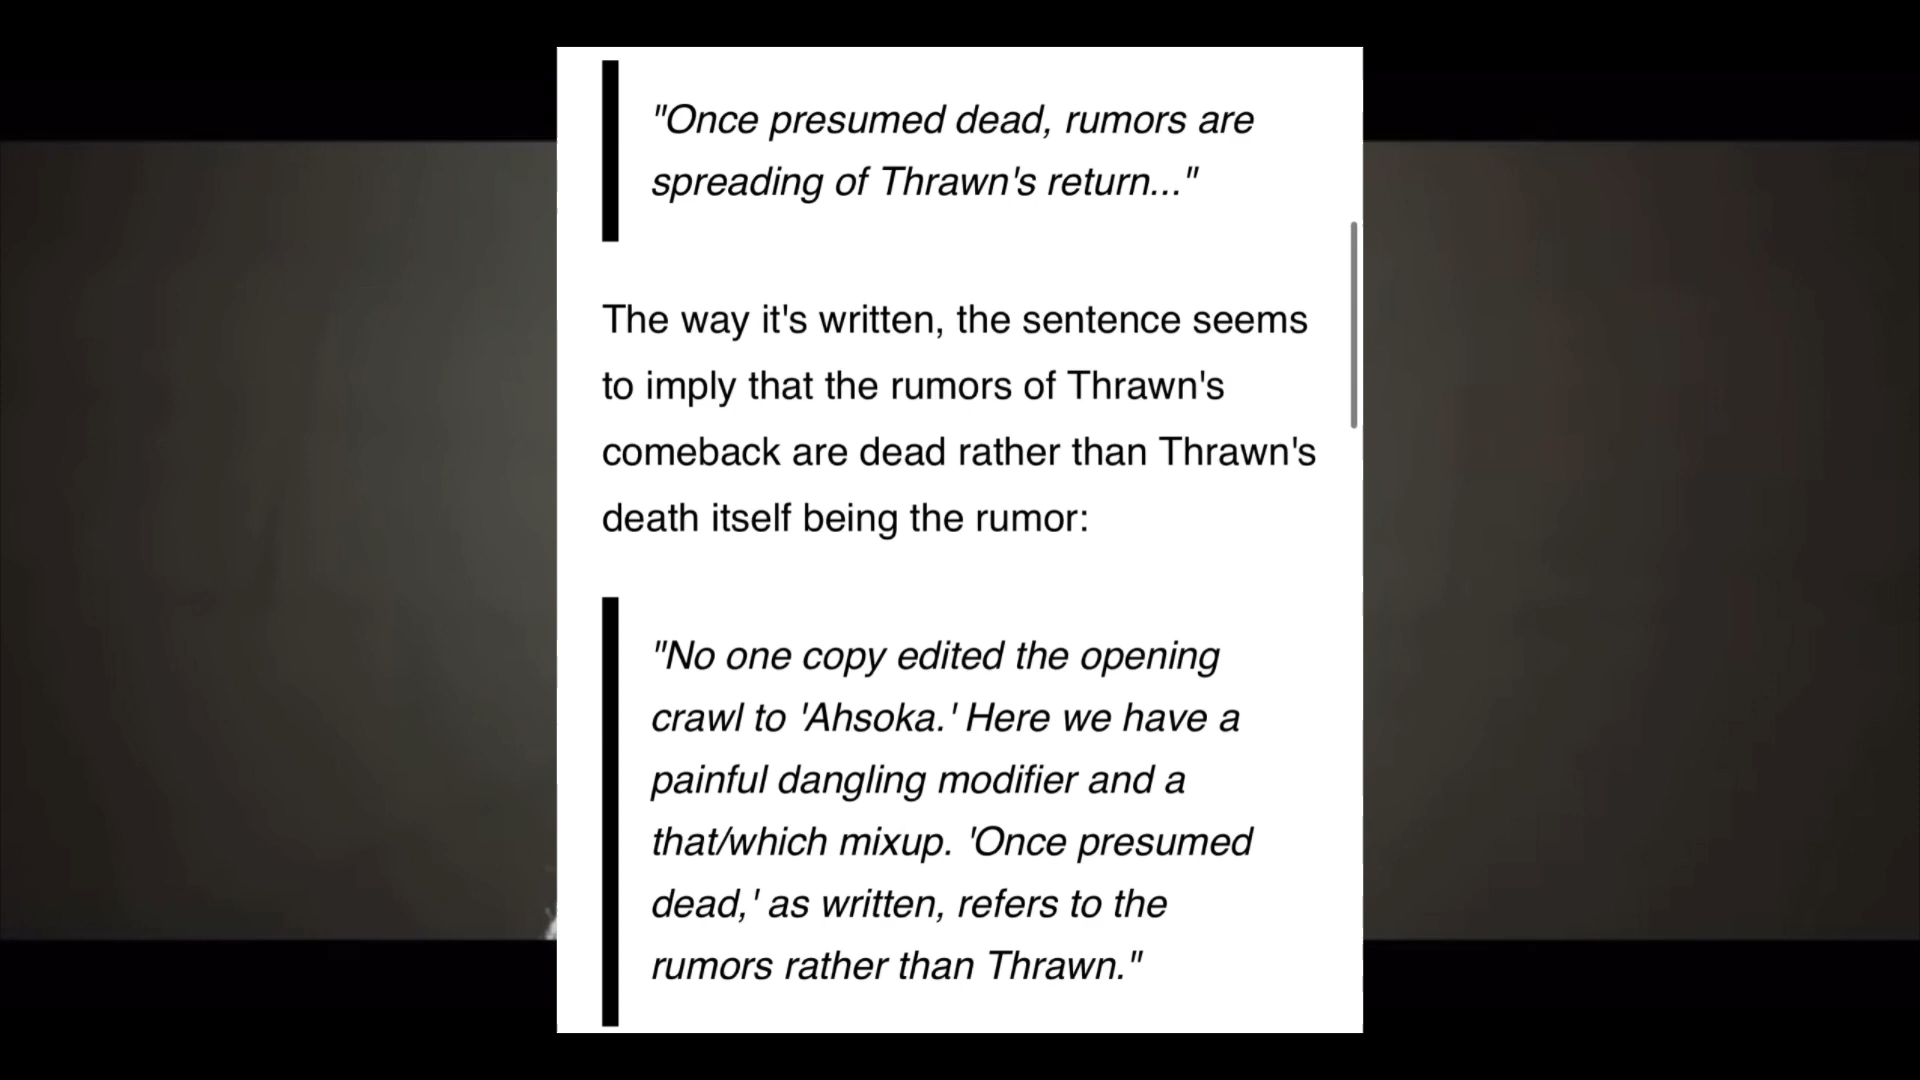 "Once presumed dead, rumors are
spreading of Thrawn's return..."
The way it's written, the sentence seems
to imply that the rumors of Thrawn's
comeback are dead rather than Thrawn's
death itself being the rumor:
"No one copy edited the opening
crawl to 'Ahsoka.' Here we have a
painful dangling modifier and a
that/which mixup. 'Once presumed
dead,' as written, refers to the
rumors rather than Thrawn."